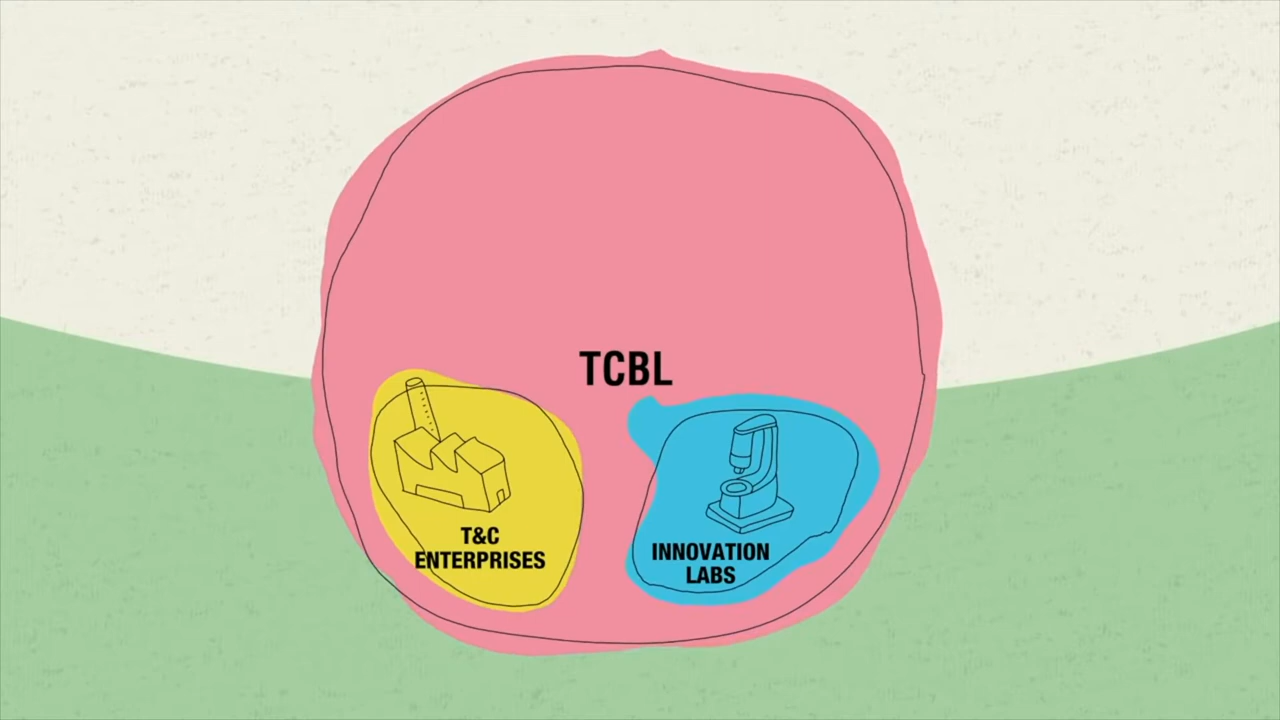 TCBL
T&C
ENTERPRISES
INNOVATION
LABS